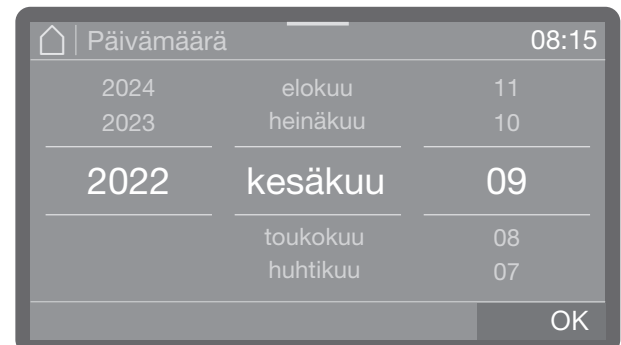 Päivämäärä 08:15
2024 elokuu 11
2023 heinäkuu 10
2022 kesäkuu 09
toukokuu 08
huhtikuu 07
OK